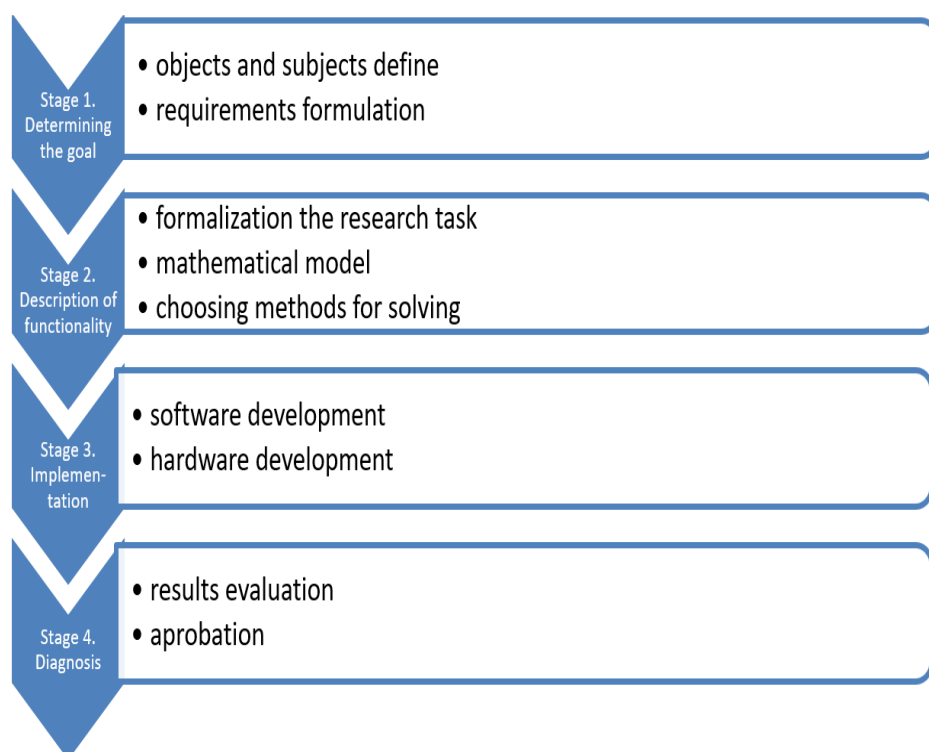 Stage 1.
Determining
the goal
• objects and subjects define
• requirements formulation
Stage 2.
Description of
functionality
• formalization the research task
• mathematical model
• choosing methods for solving
Stage 3.
Implemen-
tation
• software development
• hardware development
Stage 4.
Diagnosis
• results evaluation
• aprobation